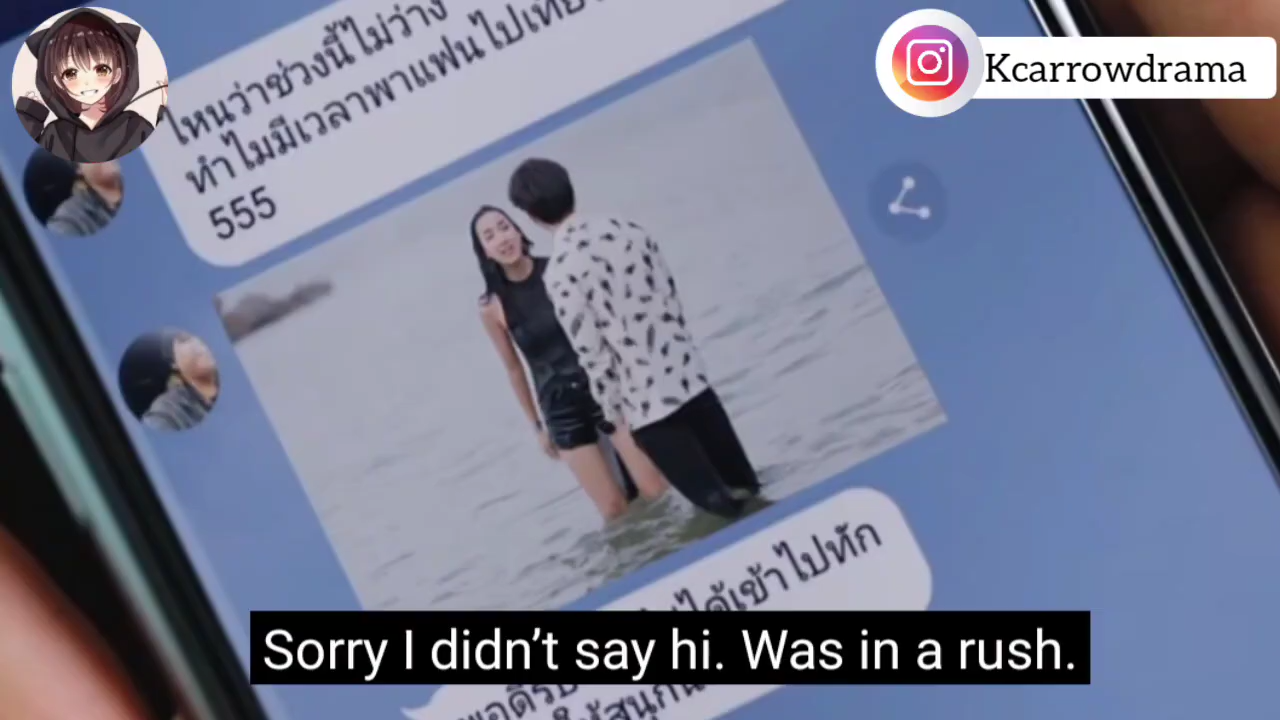 ไหนว่าช่วงนี้ไม่ว่าง
ทำไมมีเวลาพาแฟนไปเที่ยว
555
Kcarrowdrama
ได้เข้าไปทัก
Sorry I didn’t say hi. Was in a rush.